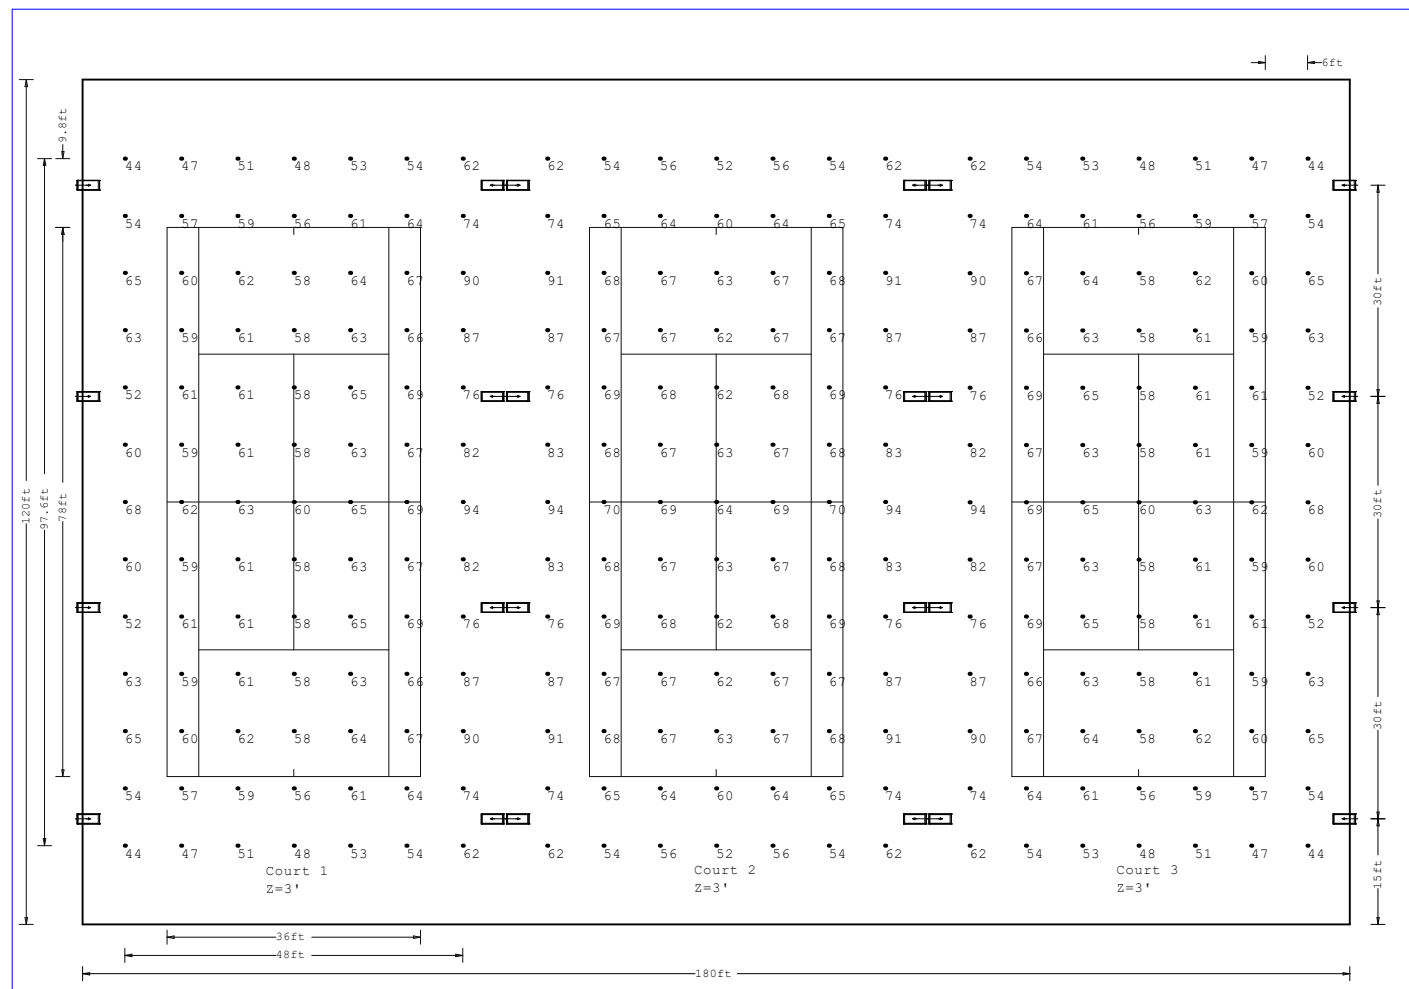 6ft
9.8ft
44 47 51 48 53 54 62 62 54 56 52 56 54 62 62 54 53 48 51 47 44
54 57 59 56 61 64 74 74 65 64 60 64 65 74 74 64 61 56 59 57 54
65 60 62 58 64 67 90 91 68 67 63 67 68 91 90 67 64 58 62 60 65
30ft
63 59 61 58 63 66 87 87 67 67 62 67 67 87 87 66 63 58 61 59 63
52 61 61 58 65 69 76 76 69 68 62 68 69 76 76 69 65 58 61 61 52
60 59 61 58 63 67 82 83 68 67 63 67 68 83 82 67 63 58 61 59 60
120ft
97.6ft
78ft
30ft
68 62 63 60 65 69 94 94 70 69 64 69 70 94 94 69 65 60 63 62 68
60 59 61 58 63 67 82 83 68 67 63 67 68 83 82 67 63 58 61 59 60
52 61 61 58 65 69 76 76 69 68 62 68 69 76 76 69 65 58 61 61 52
63 59 61 58 63 66 87 87 67 67 62 67 67 87 87 66 63 58 61 59 63
30ft
65 60 62 58 64 67 90 91 68 67 63 67 68 91 90 67 64 58 62 60 65
54 57 59 56 61 64 74 74 65 64 60 64 65 74 74 64 61 56 59 57 54
44 47 51 48 53 54 62 62 54 56 52 56 54 62 62 54 53 48 51 47 44
15ft
Court 1 Court 2 Court 3
Z=3' Z=3' Z=3'
36ft
48ft
180ft